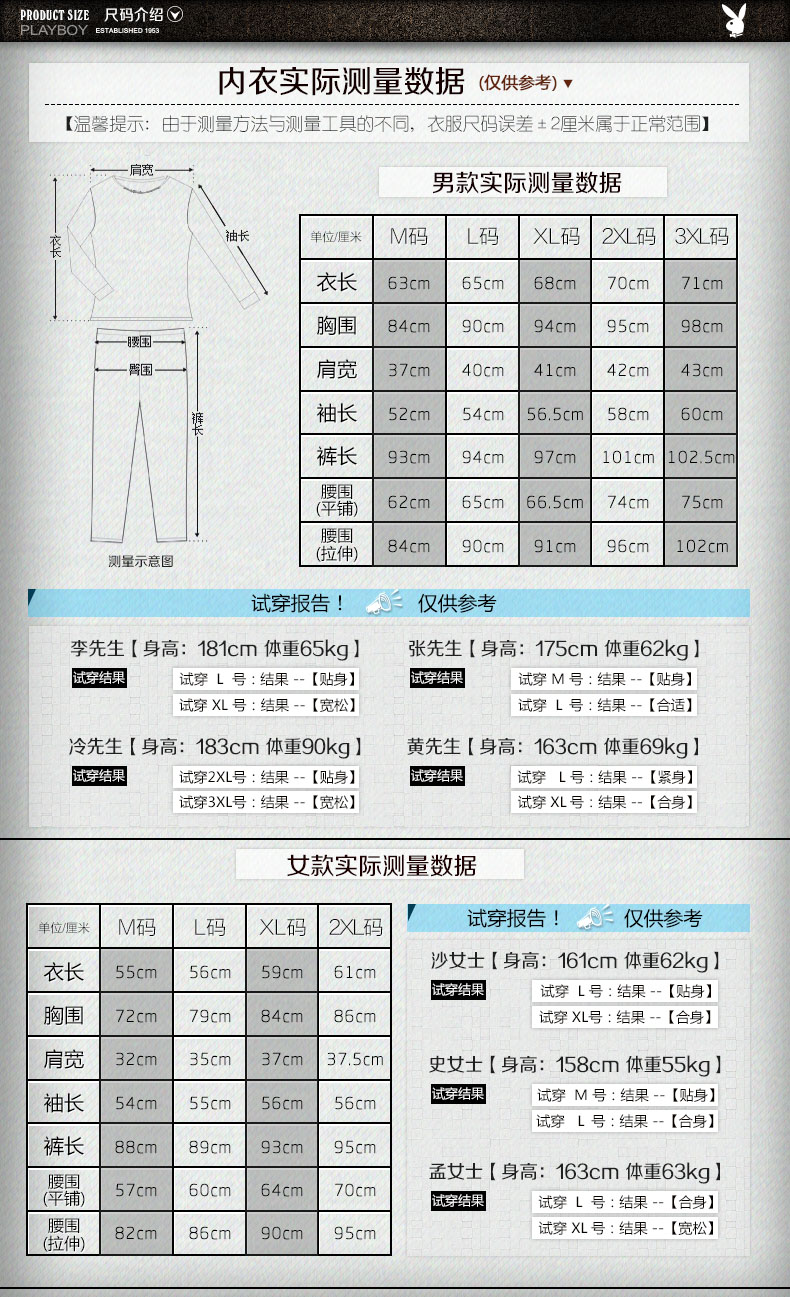 PRODUCT SIZE 尺码介绍
PLAYBOY ESTABLISHED 1953
内衣实际测量数据 (仅供参考)
【温馨提示：由于测量方法与测量工具的不同，衣服尺码误差±2厘米属于正常范围】
肩宽
衣长
袖长
腰围
臀围
裤长
测量示意图
男款实际测量数据
单位/厘米 M码 L码 XL码 2XL码 3XL码
衣长 63cm 65cm 68cm 70cm 71cm
胸围 84cm 90cm 94cm 95cm 98cm
肩宽 37cm 40cm 41cm 42cm 43cm
袖长 52cm 54cm 56.5cm 58cm 60cm
裤长 93cm 94cm 97cm 101cm 102.5cm
腰围(平铺) 62cm 65cm 66.5cm 74cm 75cm
腰围(拉伸) 84cm 90cm 91cm 96cm 102cm
试穿报告！ 仅供参考
李先生【身高：181cm 体重65kg】
试穿结果
试穿 L 号：结果 --【贴身】
试穿 XL 号：结果 --【宽松】
张先生【身高：175cm 体重62kg】
试穿结果
试穿 M 号：结果 --【贴身】
试穿 L 号：结果 --【合适】
冷先生【身高：183cm 体重90kg】
试穿结果
试穿2XL号：结果 --【贴身】
试穿3XL号：结果 --【宽松】
黄先生【身高：163cm 体重69kg】
试穿结果
试穿 L 号：结果 --【紧身】
试穿 XL 号：结果 --【合身】
女款实际测量数据
单位/厘米 M码 L码 XL码 2XL码
衣长 55cm 56cm 59cm 61cm
胸围 72cm 79cm 84cm 86cm
肩宽 32cm 35cm 37cm 37.5cm
袖长 54cm 55cm 56cm 56cm
裤长 88cm 89cm 93cm 95cm
腰围(平铺) 57cm 60cm 64cm 70cm
腰围(拉伸) 82cm 86cm 90cm 95cm
试穿报告！ 仅供参考
沙女士【身高：161cm 体重62kg】
试穿结果
试穿 L 号：结果 --【贴身】
试穿 XL号：结果 --【合身】
史女士【身高：158cm 体重55kg】
试穿结果
试穿 M 号：结果 --【贴身】
试穿 L 号：结果 --【合身】
孟女士【身高：163cm 体重63kg】
试穿结果
试穿 L 号：结果 --【合身】
试穿 XL 号：结果 --【宽松】